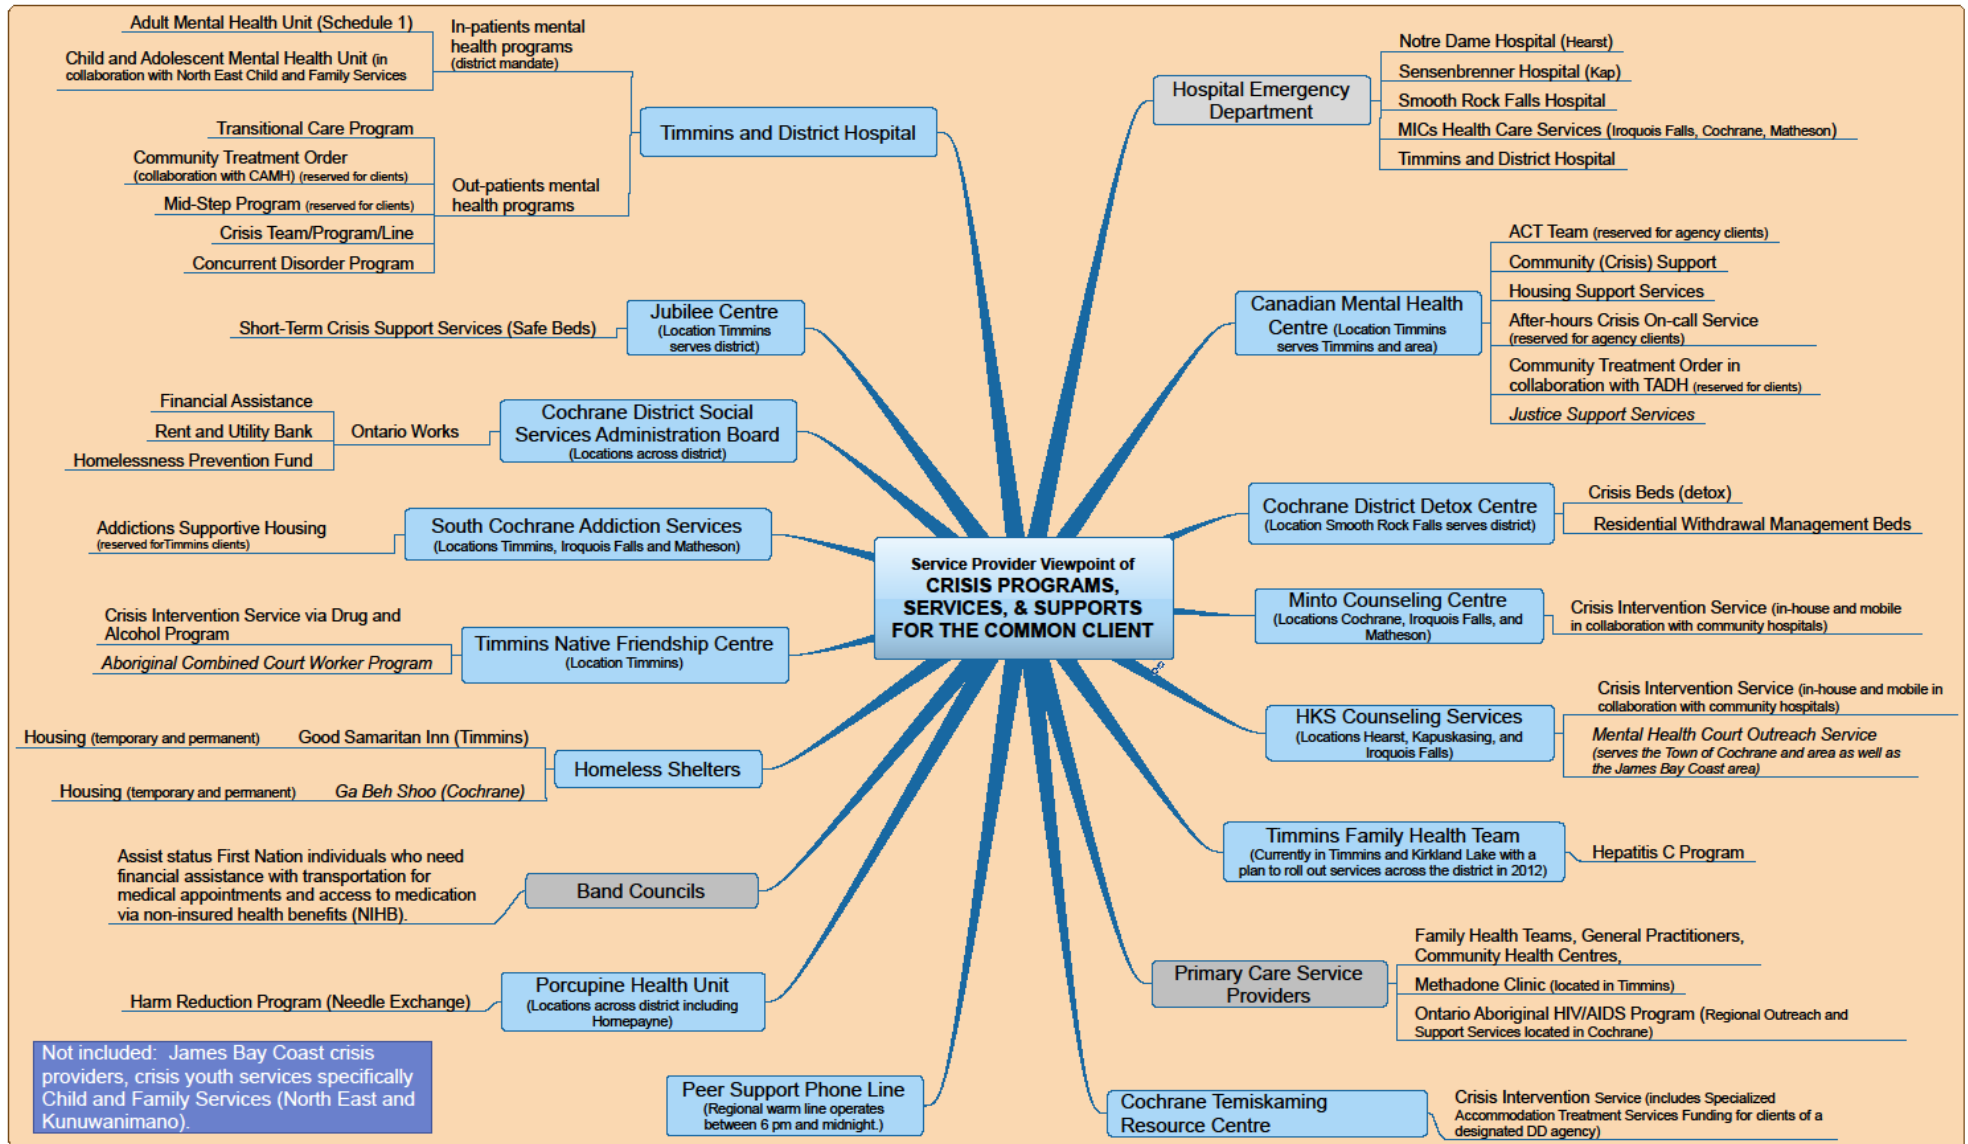 Adult Mental Health Unit (Schedule 1)
Child and Adolescent Mental Health Unit (in
collaboration with North East Child and Family Services
In-patients mental
health programs
(district mandate)
Transitional Care Program
Community Treatment Order
(collaboration with CAMH) (reserved for clients)
Mid-Step Program (reserved for clients)
Crisis Team/Program/Line
Concurrent Disorder Program
Out-patients mental
health programs
Timmins and District Hospital
Short-Term Crisis Support Services (Safe Beds)
Jubilee Centre
(Location Timmins
serves district)
Financial Assistance
Rent and Utility Bank
Homelessness Prevention Fund
Ontario Works
Cochrane District Social
Services Administration Board
(Locations across district)
Addictions Supportive Housing
(reserved forTimmins clients)
South Cochrane Addiction Services
(Locations Timmins, Iroquois Falls and Matheson)
Crisis Intervention Service via Drug and
Alcohol Program
Aboriginal Combined Court Worker Program
Timmins Native Friendship Centre
(Location Timmins)
Housing (temporary and permanent)
Good Samaritan Inn (Timmins)
Housing (temporary and permanent)
Ga Beh Shoo (Cochrane)
Homeless Shelters
Assist status First Nation individuals who need
financial assistance with transportation for
medical appointments and access to medication
via non-insured health benefits (NIHB).
Band Councils
Harm Reduction Program (Needle Exchange)
Porcupine Health Unit
(Locations across district including
Hornepayne)
Not included: James Bay Coast crisis
providers, crisis youth services specifically
Child and Family Services (North East and
Kunuwanimano).
Peer Support Phone Line
(Regional warm line operates
between 6 pm and midnight.)
Service Provider Viewpoint of
CRISIS PROGRAMS,
SERVICES, & SUPPORTS
FOR THE COMMON CLIENT
Hospital Emergency
Department
Notre Dame Hospital (Hearst)
Sensenbrenner Hospital (Kap)
Smooth Rock Falls Hospital
MICs Health Care Services (Iroquois Falls, Cochrane, Matheson)
Timmins and District Hospital
Canadian Mental Health
Centre (Location Timmins
serves Timmins and area)
ACT Team (reserved for agency clients)
Community (Crisis) Support
Housing Support Services
After-hours Crisis On-call Service
(reserved for agency clients)
Community Treatment Order in
collaboration with TADH (reserved for clients)
Justice Support Services
Cochrane District Detox Centre
(Location Smooth Rock Falls serves district)
Crisis Beds (detox)
Residential Withdrawal Management Beds
Minto Counseling Centre
(Locations Cochrane, Iroquois Falls, and
Matheson)
Crisis Intervention Service (in-house and mobile
in collaboration with community hospitals)
HKS Counseling Services
(Locations Hearst, Kapuskasing, and
Iroquois Falls)
Crisis Intervention Service (in-house and mobile in
collaboration with community hospitals)
Mental Health Court Outreach Service
(serves the Town of Cochrane and area as well as
the James Bay Coast area)
Timmins Family Health Team
(Currently in Timmins and Kirkland Lake with a
plan to roll out services across the district in 2012)
Hepatitis C Program
Primary Care Service
Providers
Family Health Teams, General Practitioners,
Community Health Centres,
Methadone Clinic (located in Timmins)
Ontario Aboriginal HIV/AIDS Program (Regional Outreach and
Support Services located in Cochrane)
Cochrane Temiskaming
Resource Centre
Crisis Intervention Service (includes Specialized
Accommodation Treatment Services Funding for clients of a
designated DD agency)